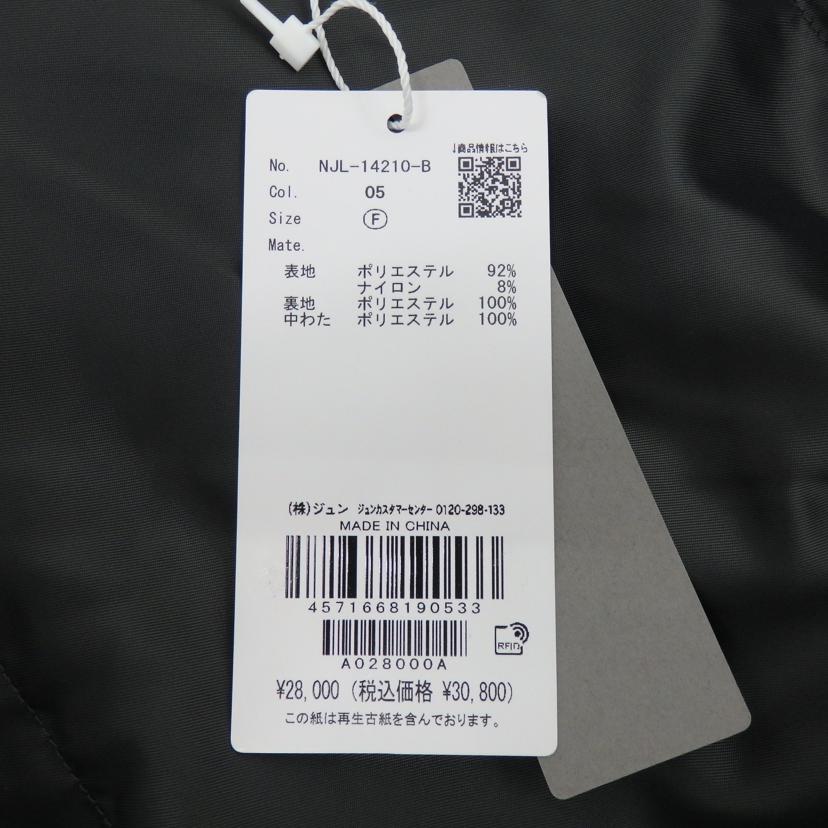 ↓商品情報はこちら
No. NJL-14210-B
Col. 05
Size Ⓕ
Mate.
表地 ポリエステル 92%
ナイロン 8%
裏地 ポリエステル 100%
中わた ポリエステル 100%
(株)ジュン ジュンカスタマーセンター 0120-298-133
MADE IN CHINA
4571668190533
RFID
A028000A
¥28,000 (税込価格 ¥30,800)
この紙は再生古紙を含んでおります。